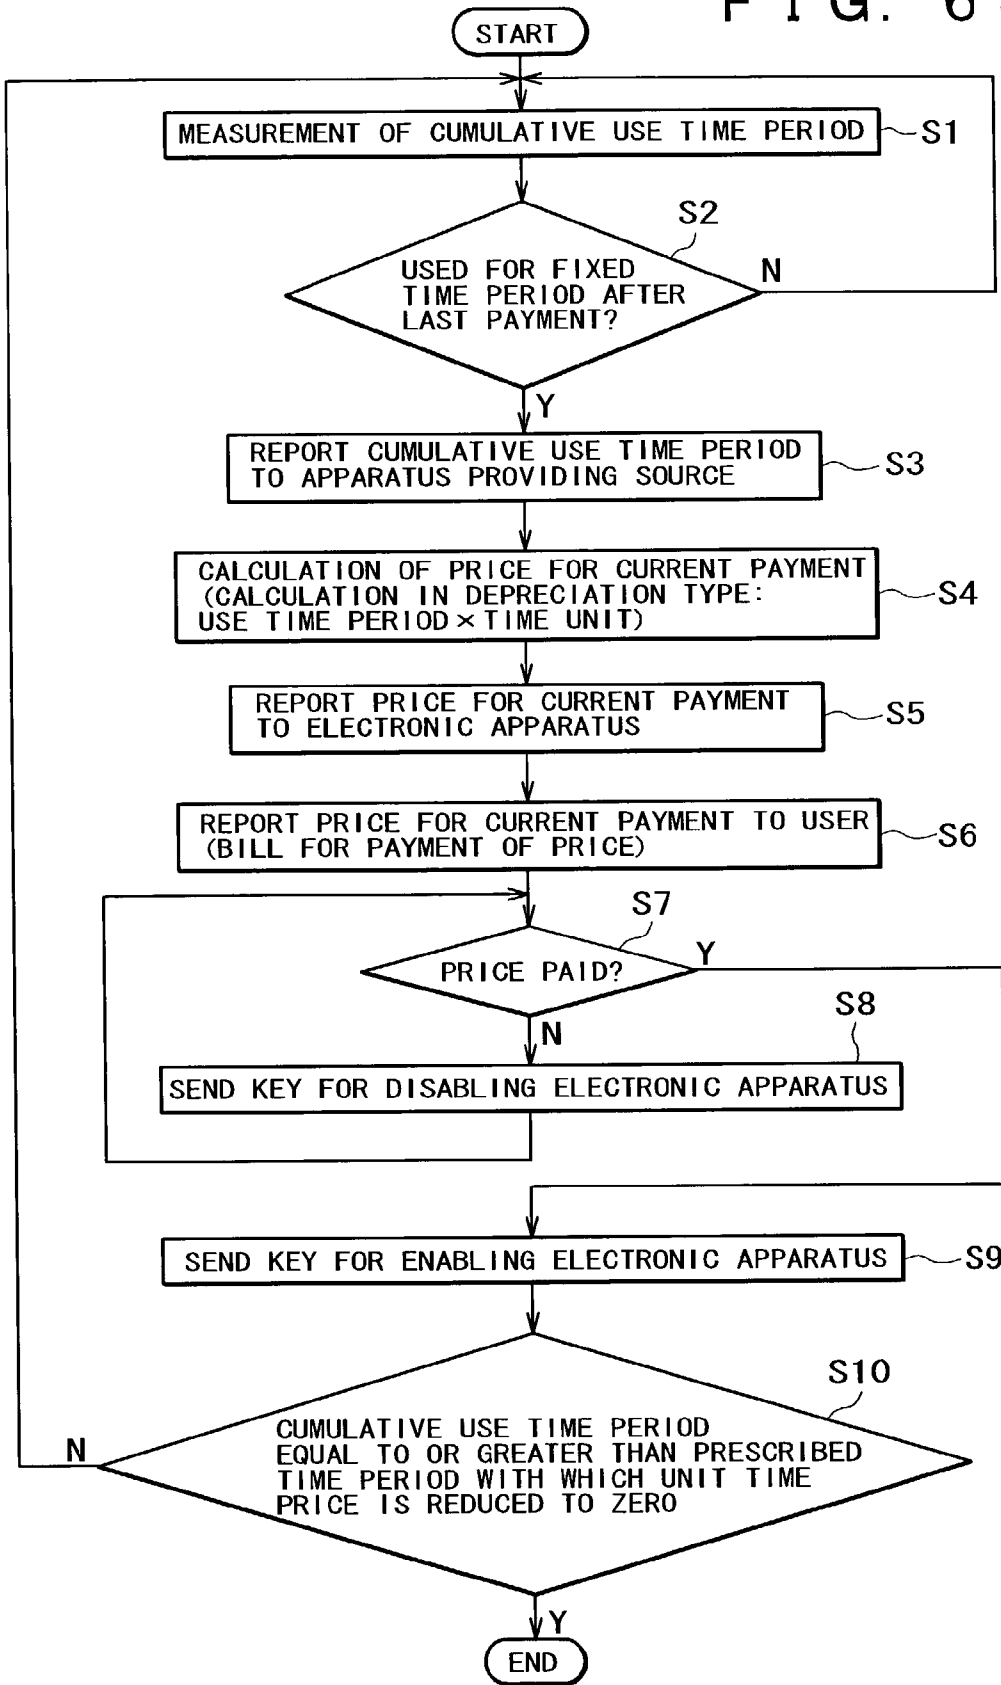 FIG. 6
START
MEASUREMENT OF CUMULATIVE USE TIME PERIOD
S1
S2
USED FOR FIXED
TIME PERIOD AFTER
LAST PAYMENT?
N
Y
REPORT CUMULATIVE USE TIME PERIOD
TO APPARATUS PROVIDING SOURCE
S3
CALCULATION OF PRICE FOR CURRENT PAYMENT
(CALCULATION IN DEPRECIATION TYPE:
USE TIME PERIOD × TIME UNIT)
S4
REPORT PRICE FOR CURRENT PAYMENT
TO ELECTRONIC APPARATUS
S5
REPORT PRICE FOR CURRENT PAYMENT TO USER
(BILL FOR PAYMENT OF PRICE)
S6
S7
PRICE PAID?
Y
N
S8
SEND KEY FOR DISABLING ELECTRONIC APPARATUS
SEND KEY FOR ENABLING ELECTRONIC APPARATUS
S9
S10
CUMULATIVE USE TIME PERIOD
EQUAL TO OR GREATER THAN PRESCRIBED
TIME PERIOD WITH WHICH UNIT TIME
PRICE IS REDUCED TO ZERO
N
Y
END